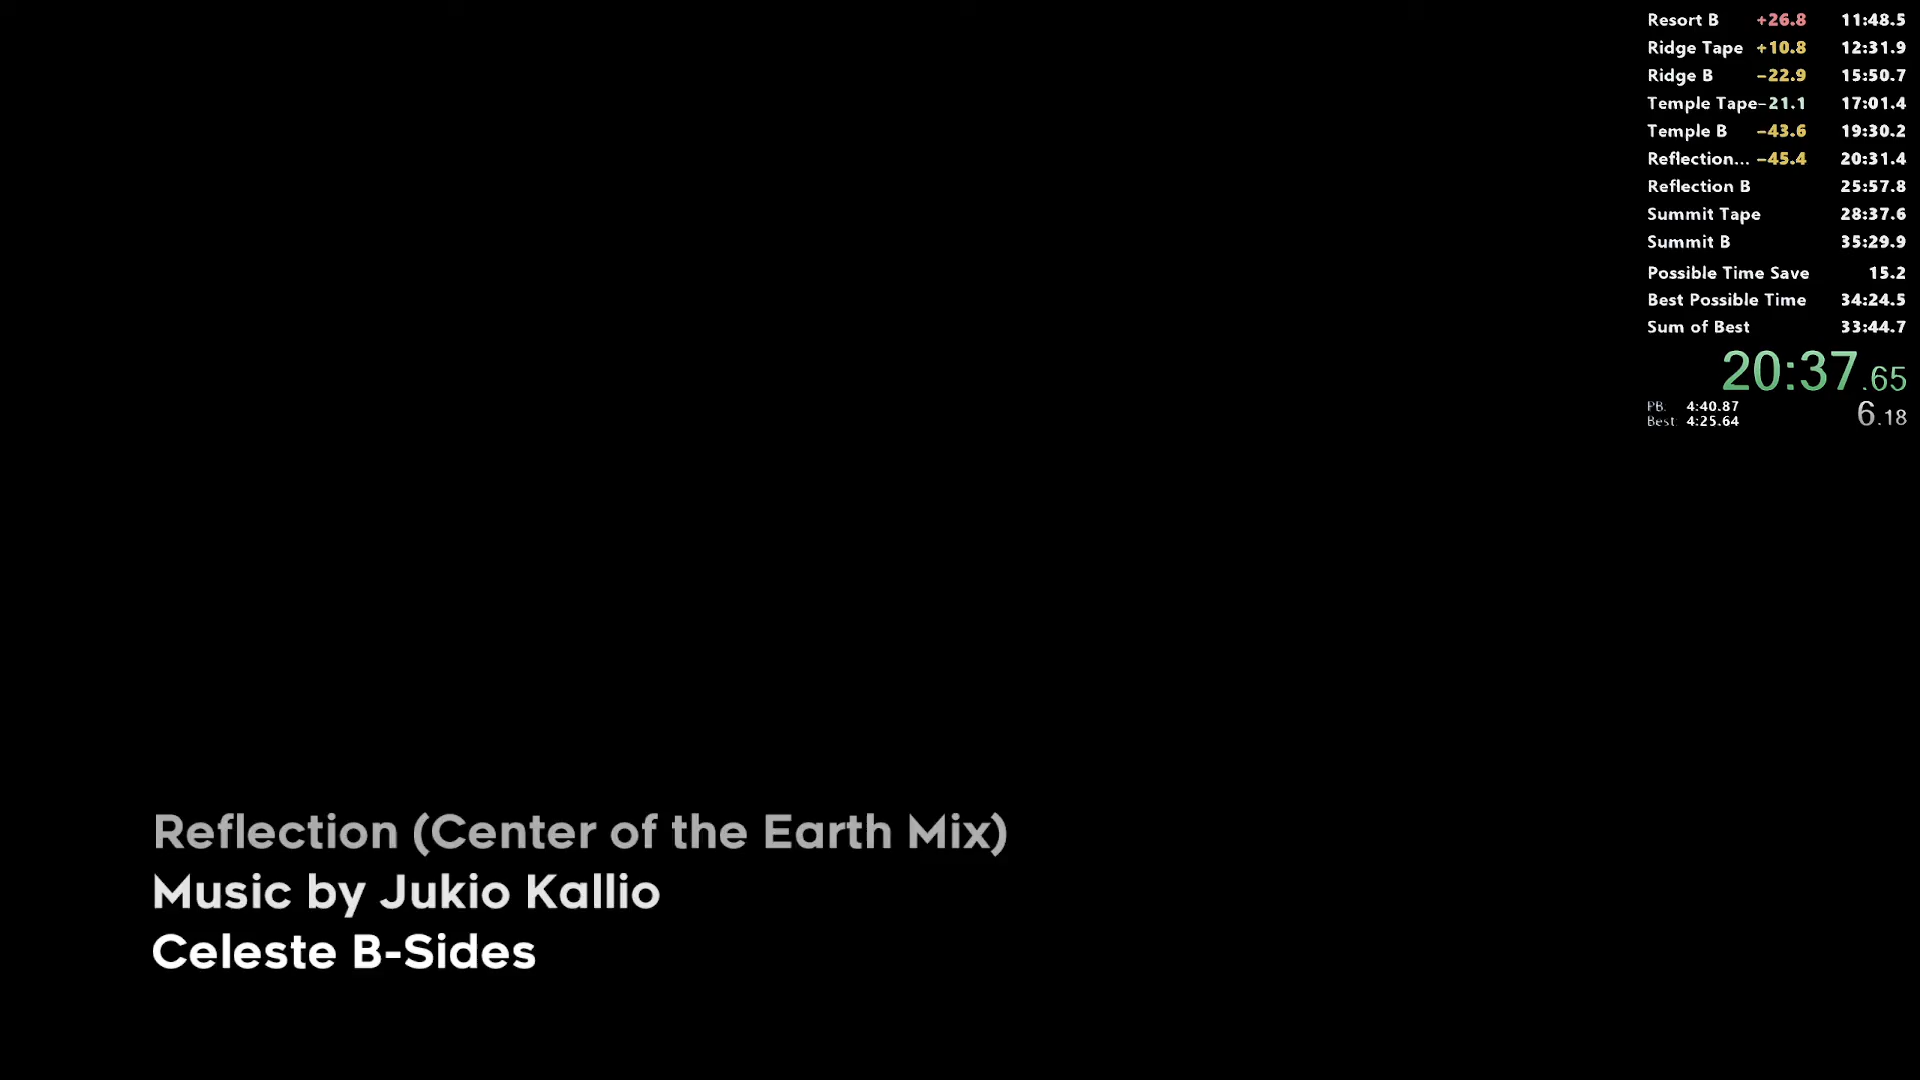 Resort B +26.8 11:48.5
Ridge Tape +10.8 12:31.9
Ridge B -22.9 15:50.7
Temple Tape-21.1 17:01.4
Temple B -43.6 19:30.2
Reflection... -45.4 20:31.4
Reflection B 25:57.8
Summit Tape 28:37.6
Summit B 35:29.9
Possible Time Save 15.2
Best Possible Time 34:24.5
Sum of Best 33:44.7
20:37.65
PB: 4:40.87 6.18
Best: 4:25.64
Reflection (Center of the Earth Mix)
Music by Jukio Kallio
Celeste B-Sides